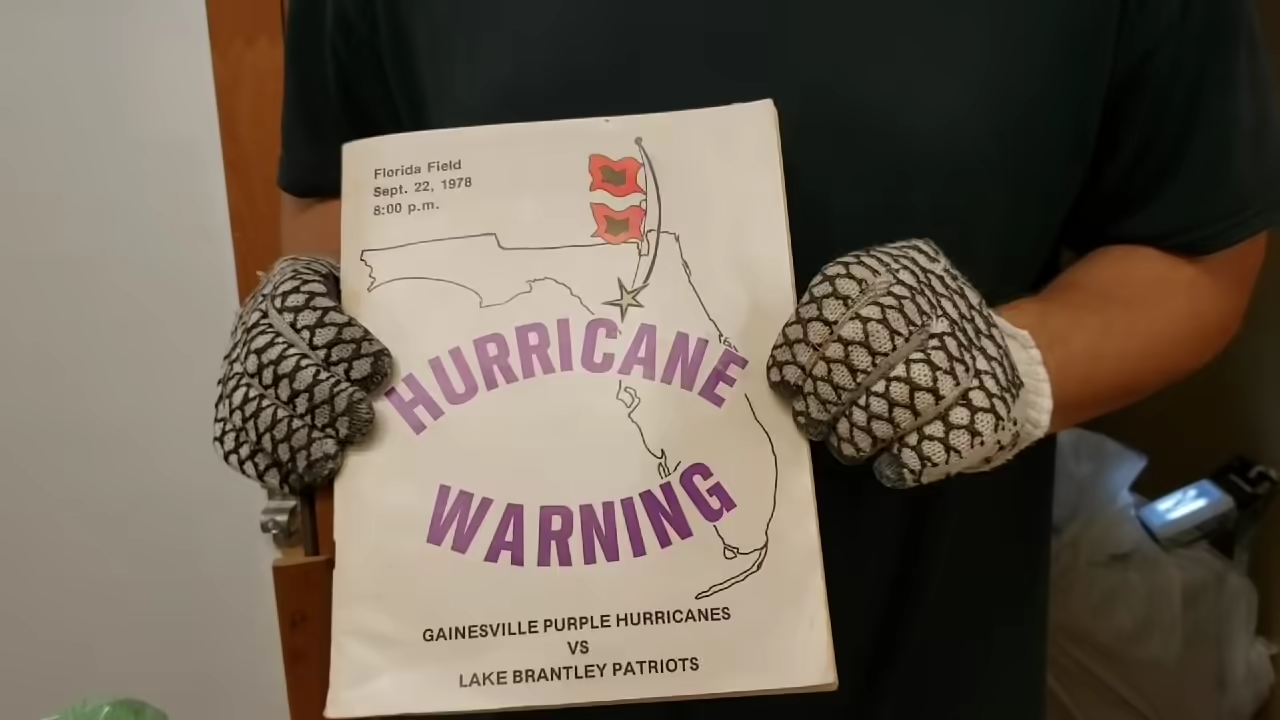 Florida Field
Sept. 22, 1978
8:00 p.m.
HURRICANE
WARNING
GAINESVILLE PURPLE HURRICANES
VS
LAKE BRANTLEY PATRIOTS